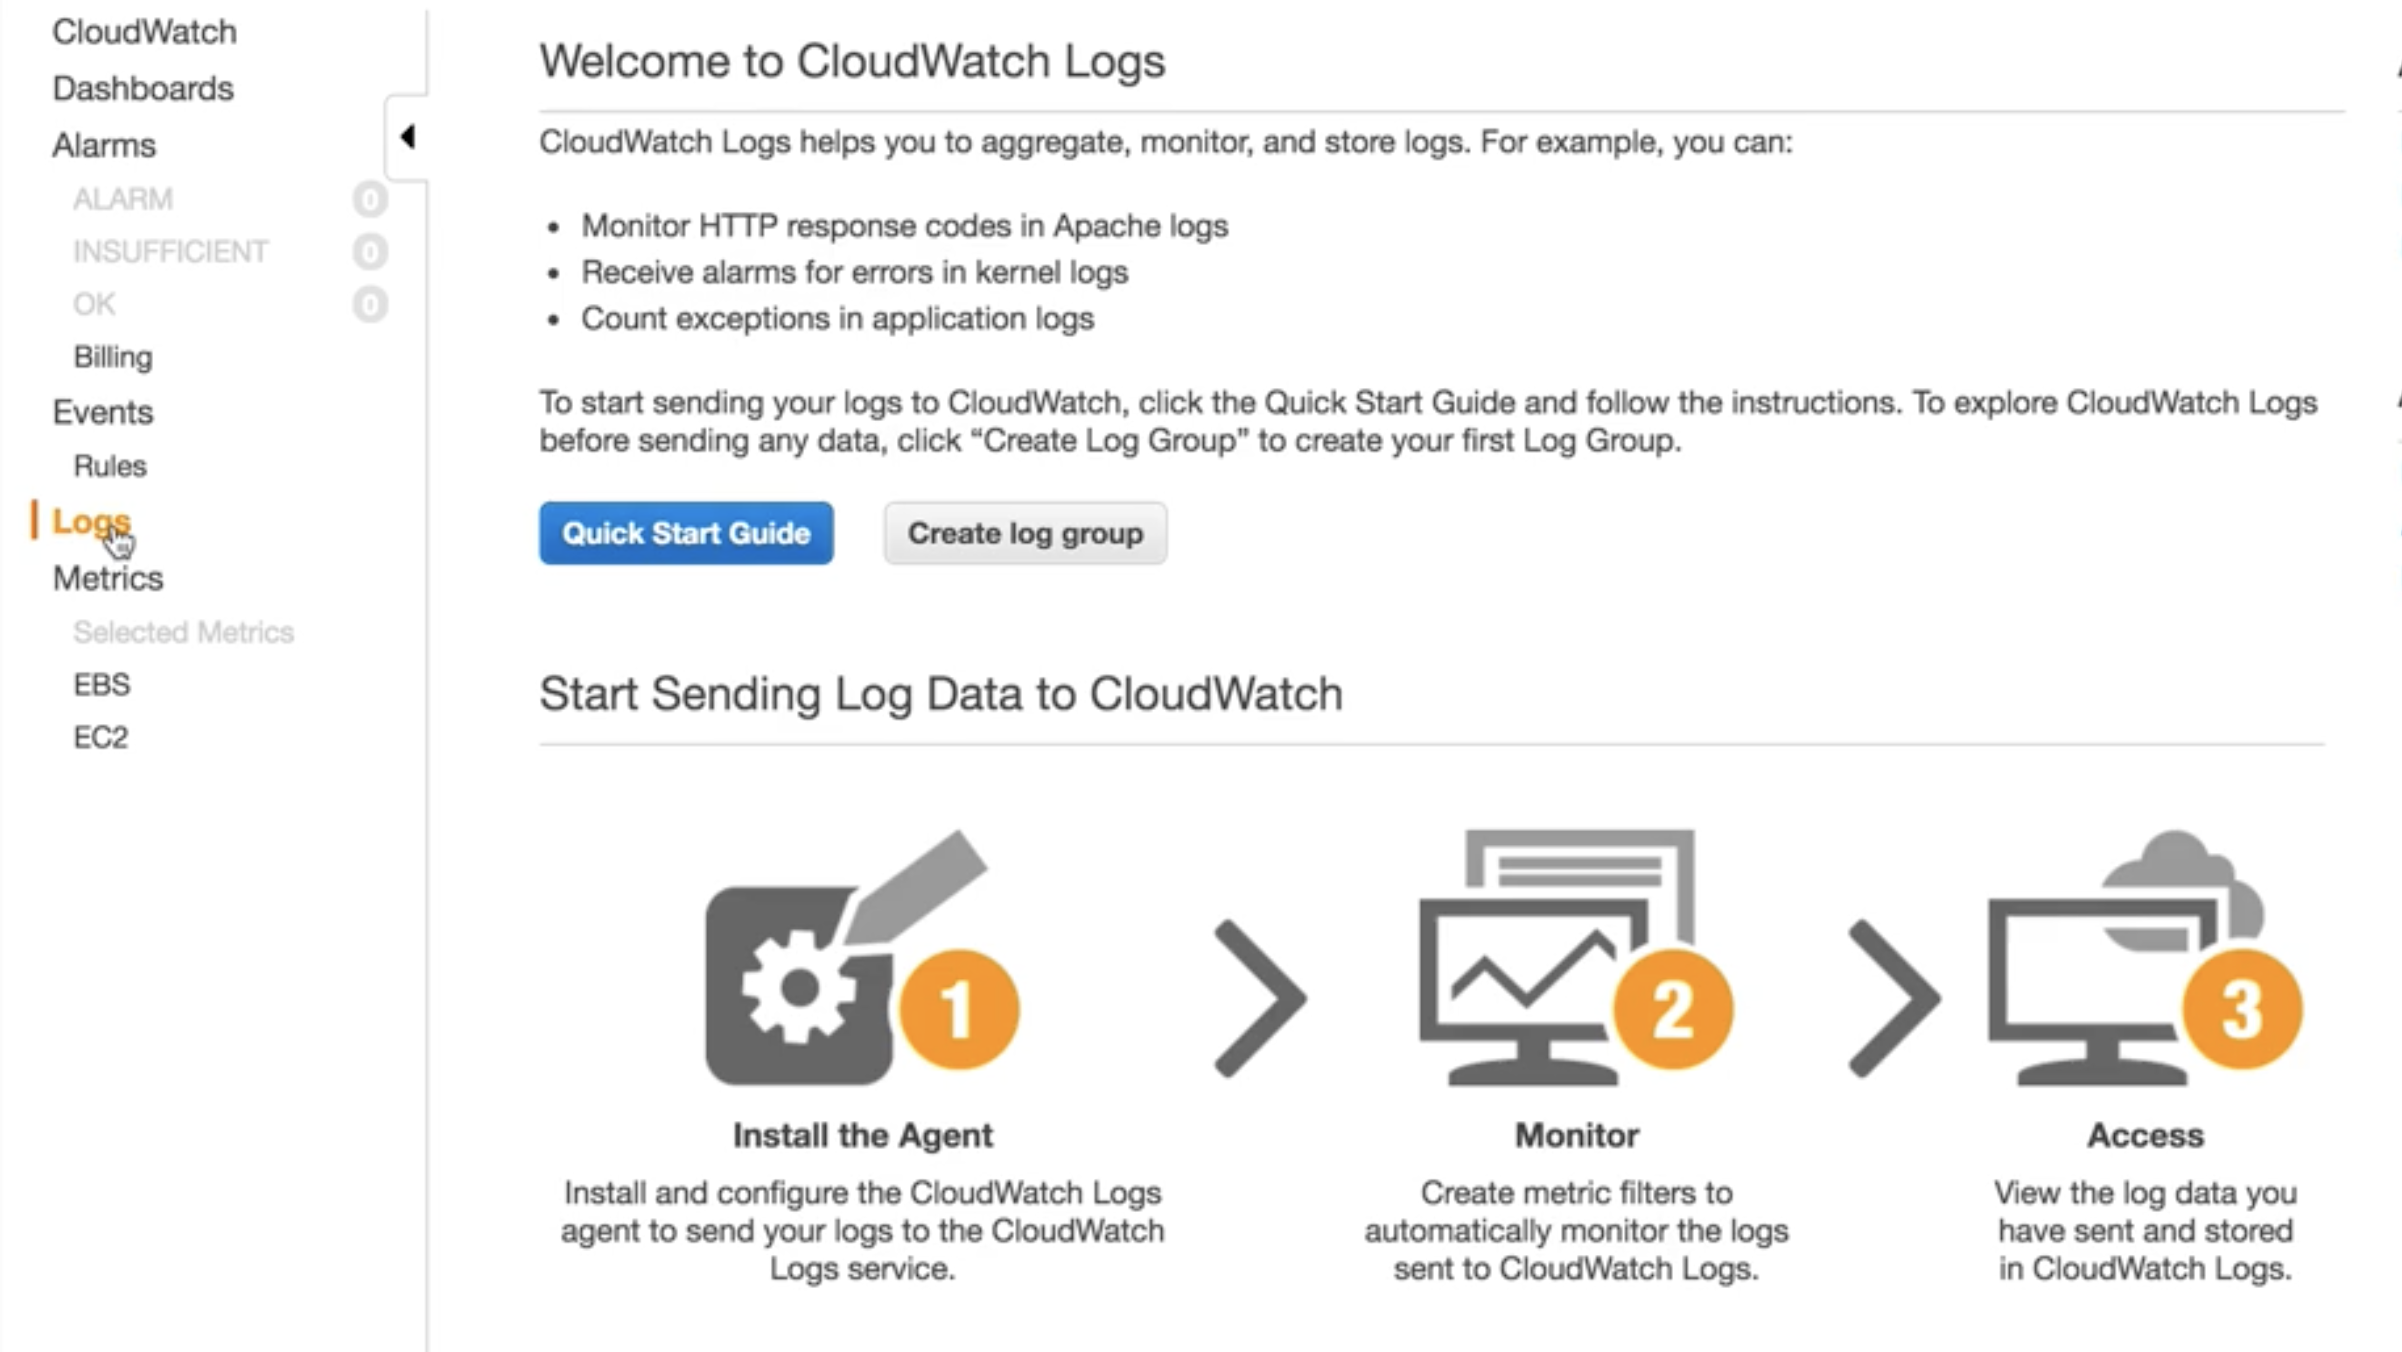 CloudWatch
Dashboards
Alarms
ALARM 0
INSUFFICIENT 0
OK 0
Billing
Events
Rules
Logs
Metrics
Selected Metrics
EBS
EC2
Welcome to CloudWatch Logs
CloudWatch Logs helps you to aggregate, monitor, and store logs. For example, you can:
• Monitor HTTP response codes in Apache logs
• Receive alarms for errors in kernel logs
• Count exceptions in application logs
To start sending your logs to CloudWatch, click the Quick Start Guide and follow the instructions. To explore CloudWatch Logs
before sending any data, click “Create Log Group” to create your first Log Group.
Quick Start Guide
Create log group
Start Sending Log Data to CloudWatch
1
Install the Agent
Install and configure the CloudWatch Logs
agent to send your logs to the CloudWatch
Logs service.
2
Monitor
Create metric filters to
automatically monitor the logs
sent to CloudWatch Logs.
3
Access
View the log data you
have sent and stored
in CloudWatch Logs.